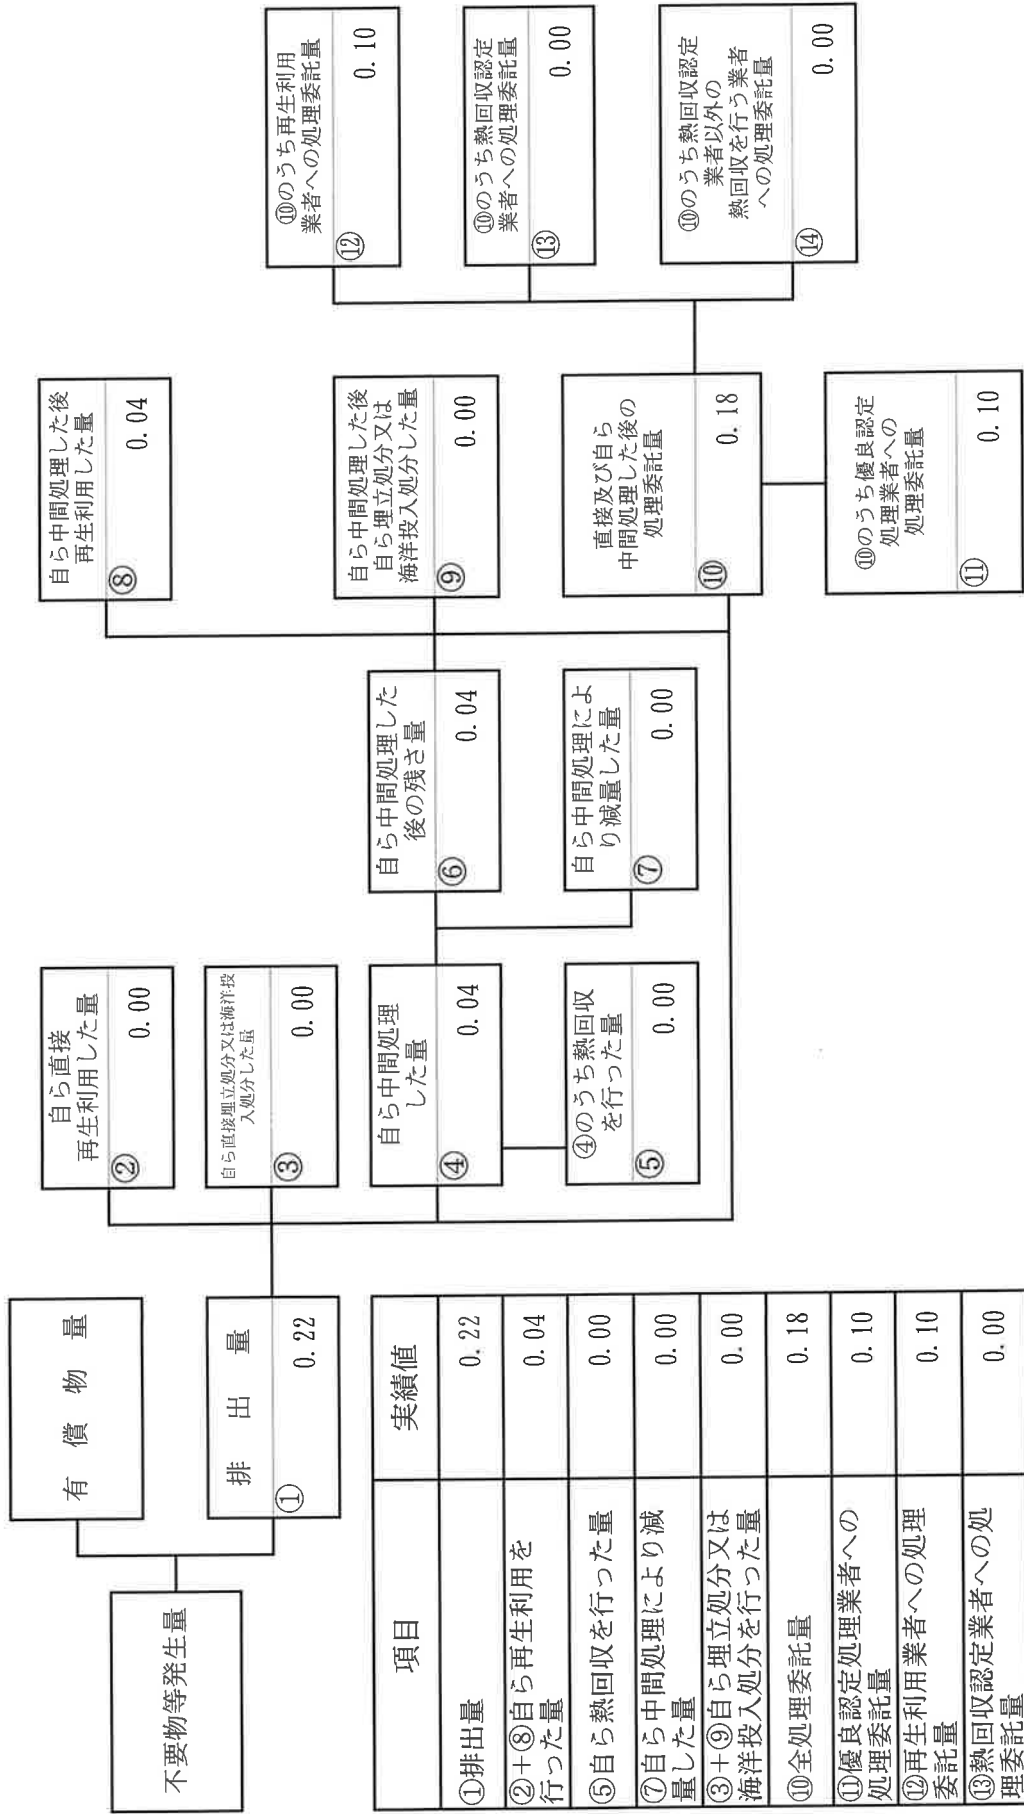 不要物等発生量
有償物量
排出量
①
0.22
自ら直接
再生利用した量
②
0.00
自ら直接埋立処分又は海洋投
入処分した量
③
0.00
自ら中間処理
した量
④
0.04
④のうち熱回収
を行った量
⑤
0.00
自ら中間処理した
後の残さ量
⑥
0.04
自ら中間処理によ
り減量した量
⑦
0.00
自ら中間処理した後
再生利用した量
⑧
0.04
自ら中間処理した後
自ら埋立処分又は
海洋投入処分した量
⑨
0.00
直接及び自ら
中間処理した後の
処理委託量
⑩
0.18
⑩のうち優良認定
処理業者への
処理委託量
⑪
0.10
⑩のうち再生利用
業者への処理委託量
⑫
0.10
⑩のうち熱回収認定
業者への処理委託量
⑬
0.00
⑩のうち熱回収認定
業者以外の
熱回収を行う業者
への処理委託量
⑭
0.00
項目 実績値
①排出量 0.22
②+⑧自ら再生利用を
行った量 0.04
⑤自ら熱回収を行った量 0.00
⑦自ら中間処理により減
量した量 0.00
③+⑨自ら埋立処分又は
海洋投入処分を行った量 0.00
⑩全処理委託量 0.18
⑪優良認定処理業者への
処理委託量 0.10
⑫再生利用業者への処理
委託量 0.10
⑬熱回収認定業者への処
理委託量 0.00